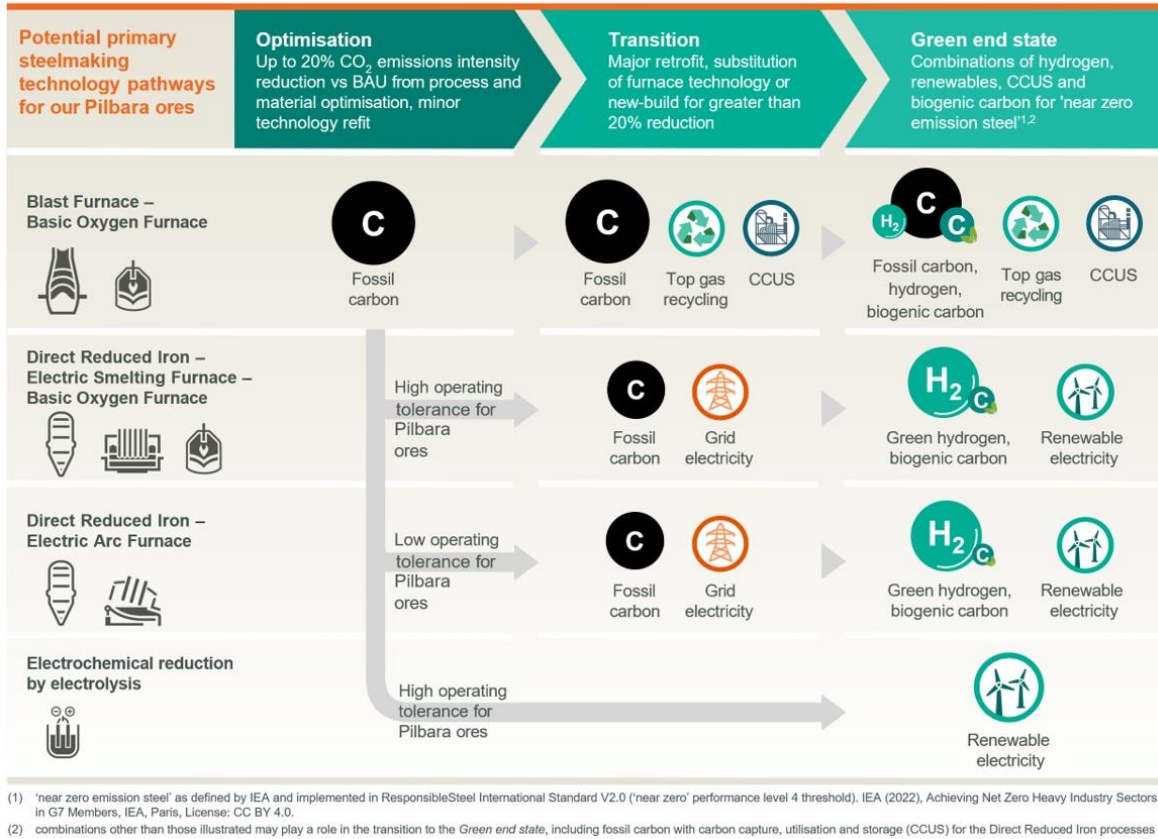 Potential primary
steelmaking
technology pathways
for our Pilbara ores
Optimisation
Up to 20% CO₂ emissions intensity
reduction vs BAU from process and
material optimisation, minor
technology refit
Transition
Major retrofit, substitution
of furnace technology or
new-build for greater than
20% reduction
Green end state
Combinations of hydrogen,
renewables, CCUS and
biogenic carbon for 'near zero
emission steel'¹,²
Blast Furnace –
Basic Oxygen Furnace
C
Fossil
carbon
C
Fossil
carbon
Top gas
recycling
CCUS
H₂
C
C
Fossil carbon,
hydrogen,
biogenic carbon
Top gas
recycling
CCUS
Direct Reduced Iron –
Electric Smelting Furnace –
Basic Oxygen Furnace
High operating
tolerance for
Pilbara
ores
C
Fossil
carbon
Grid
electricity
H₂
C
Green hydrogen,
biogenic carbon
Renewable
electricity
Direct Reduced Iron –
Electric Arc Furnace
Low operating
tolerance for
Pilbara
ores
C
Fossil
carbon
Grid
electricity
H₂
C
Green hydrogen,
biogenic carbon
Renewable
electricity
Electrochemical reduction
by electrolysis
High operating
tolerance for
Pilbara ores
Renewable
electricity
(1) 'near zero emission steel' as defined by IEA and implemented in ResponsibleSteel International Standard V2.0 ('near zero' performance level 4 threshold). IEA (2022), Achieving Net Zero Heavy Industry Sectors
in G7 Members, IEA, Paris, License: CC BY 4.0.
(2) combinations other than those illustrated may play a role in the transition to the Green end state, including fossil carbon with carbon capture, utilisation and storage (CCUS) for the Direct Reduced Iron processes